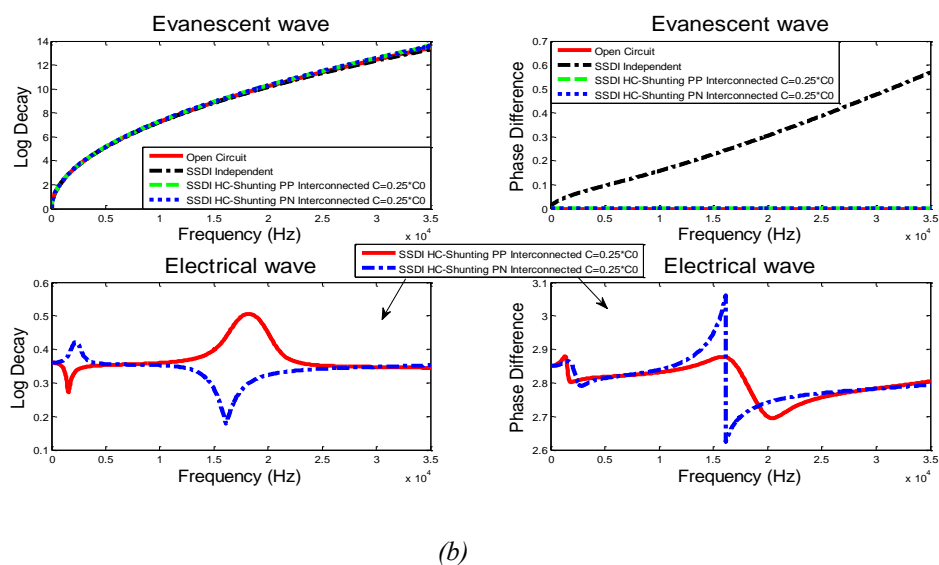 Evanescent wave
Log Decay
14
12
10
8
6
4
2
0
Open Circuit
SSDI Independent
SSDI HC-Shunting PP Interconnected C=0.25*C0
SSDI HC-Shunting PN Interconnected C=0.25*C0
0 0.5 1 1.5 2 2.5 3 3.5
x 10^4
Frequency (Hz)
Evanescent wave
Phase Difference
0.7
0.6
0.5
0.4
0.3
0.2
0.1
0
Open Circuit
SSDI Independent
SSDI HC-Shunting PP Interconnected C=0.25*C0
SSDI HC-Shunting PN Interconnected C=0.25*C0
0 0.5 1 1.5 2 2.5 3 3.5
x 10^4
Frequency (Hz)
SSDI HC-Shunting PP Interconnected C=0.25*C0
SSDI HC-Shunting PN Interconnected C=0.25*C0
Electrical wave
Log Decay
0.6
0.5
0.4
0.3
0.2
0.1
0 0.5 1 1.5 2 2.5 3 3.5
x 10^4
Frequency (Hz)
Electrical wave
Phase Difference
3.1
3
2.9
2.8
2.7
2.6
0 0.5 1 1.5 2 2.5 3 3.5
x 10^4
Frequency (Hz)
(b)